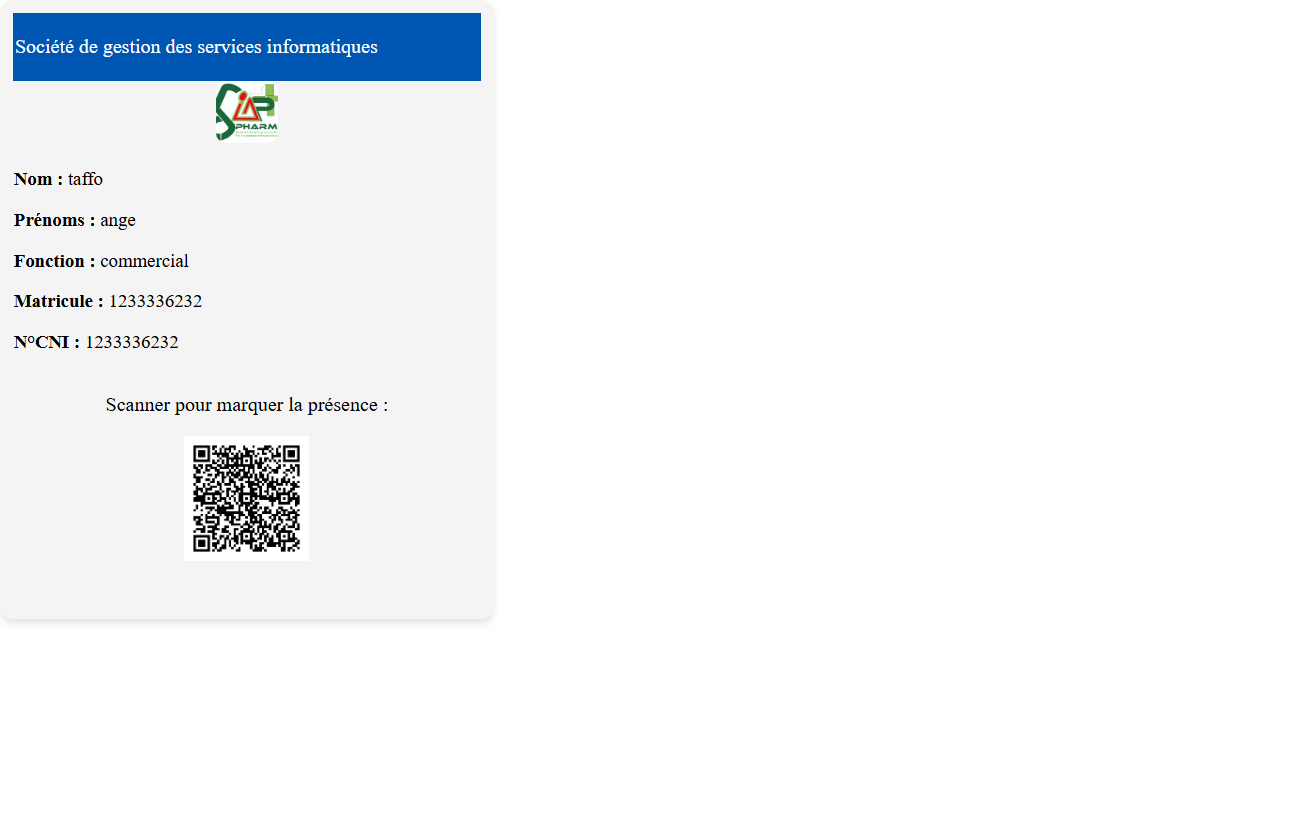 Société de gestion des services informatiques
SIAP
PHARM
Nom : taffo
Prénoms : ange
Fonction : commercial
Matricule : 1233336232
N°CNI : 1233336232
Scanner pour marquer la présence :